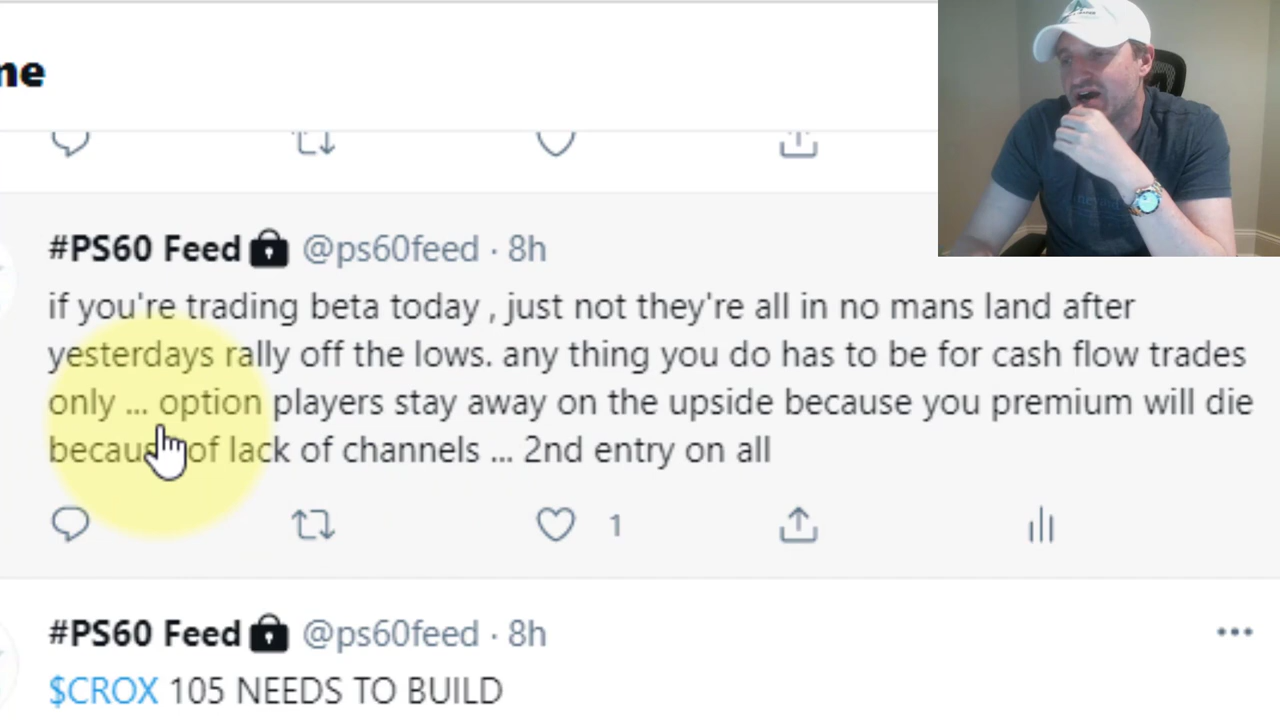 me
#PS60 Feed @ps60feed · 8h
if you're trading beta today , just not they're all in no mans land after
yesterdays rally off the lows. any thing you do has to be for cash flow trades
only ... option players stay away on the upside because you premium will die
of lack of channels ... 2nd entry on all
1
#PS60 Feed @ps60feed · 8h
$CROX 105 NEEDS TO BUILD